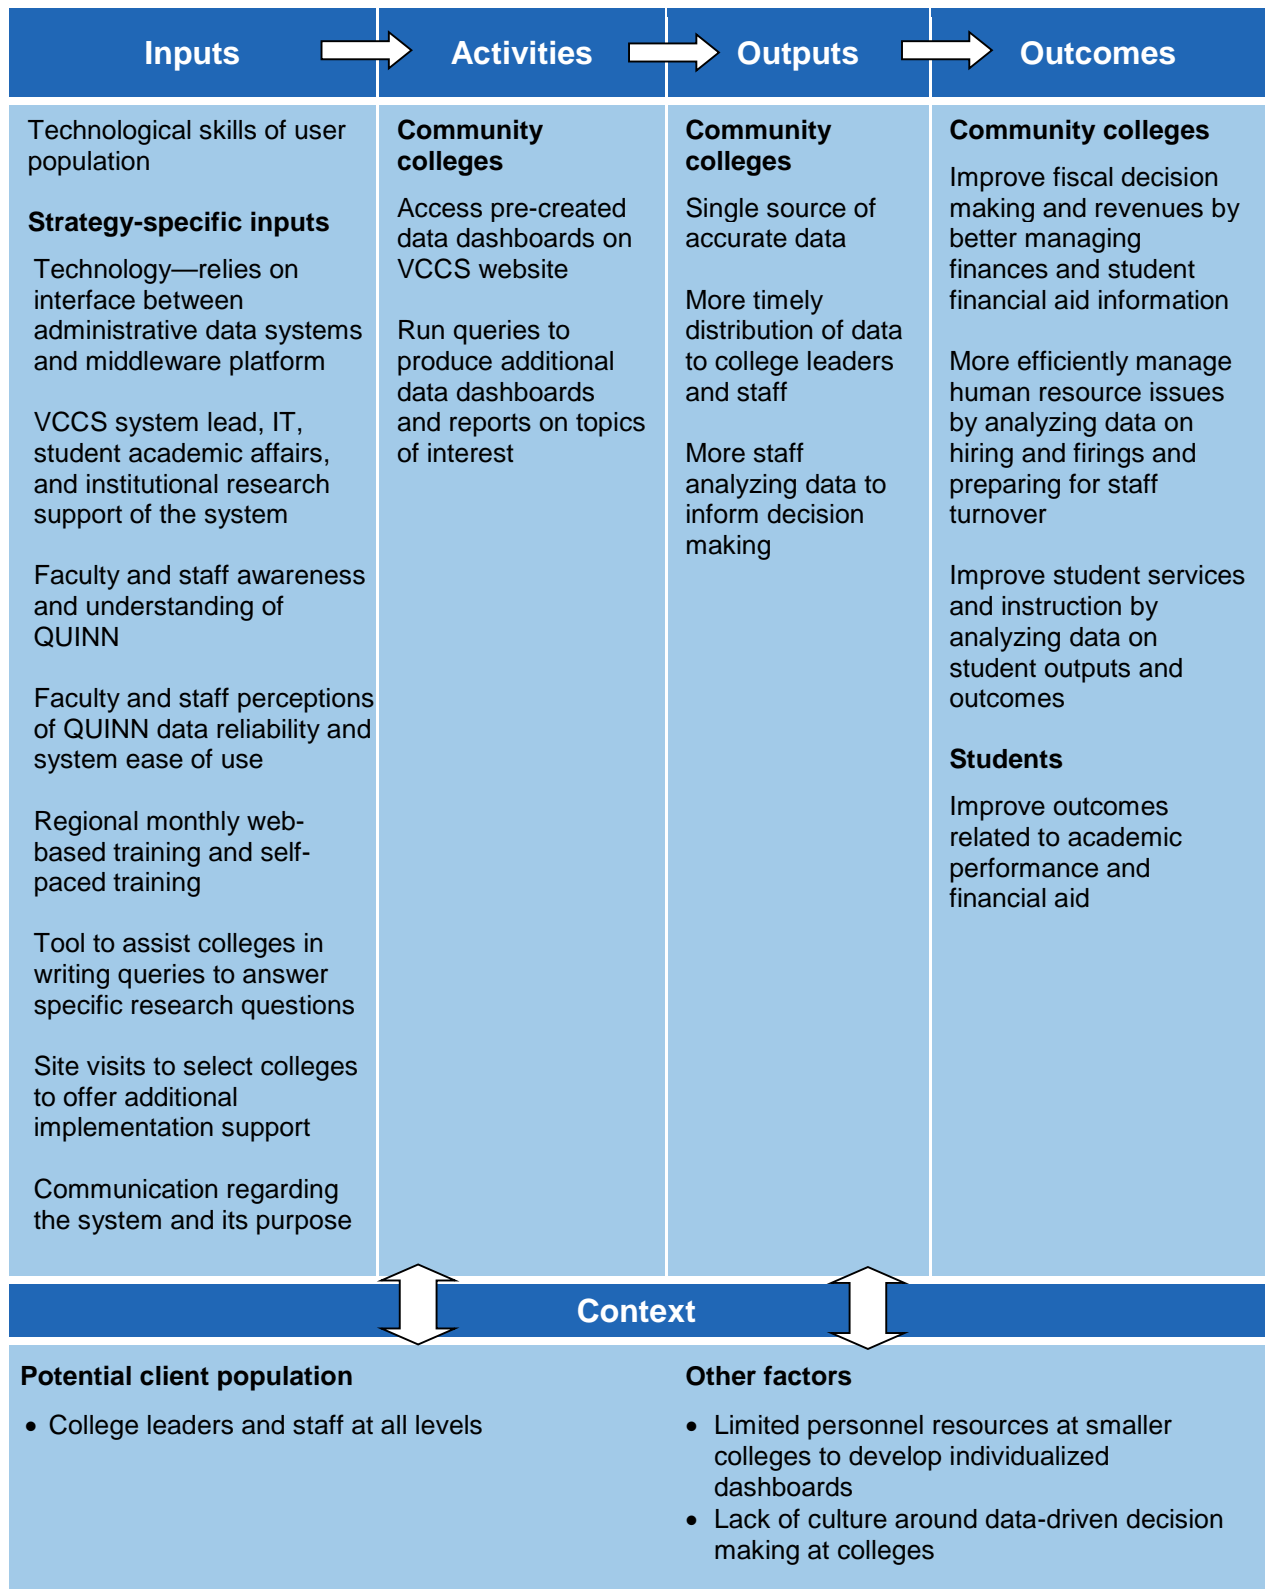 Inputs
Activities
Outputs
Outcomes
Technological skills of user
population
Strategy-specific inputs
Technology—relies on
interface between
administrative data systems
and middleware platform
VCCS system lead, IT,
student academic affairs,
and institutional research
support of the system
Faculty and staff awareness
and understanding of
QUINN
Faculty and staff perceptions
of QUINN data reliability and
system ease of use
Regional monthly web-
based training and self-
paced training
Tool to assist colleges in
writing queries to answer
specific research questions
Site visits to select colleges
to offer additional
implementation support
Communication regarding
the system and its purpose
Community
colleges
Access pre-created
data dashboards on
VCCS website
Run queries to
produce additional
data dashboards
and reports on topics
of interest
Community
colleges
Single source of
accurate data
More timely
distribution of data
to college leaders
and staff
More staff
analyzing data to
inform decision
making
Community colleges
Improve fiscal decision
making and revenues by
better managing
finances and student
financial aid information
More efficiently manage
human resource issues
by analyzing data on
hiring and firings and
preparing for staff
turnover
Improve student services
and instruction by
analyzing data on
student outputs and
outcomes
Students
Improve outcomes
related to academic
performance and
financial aid
Context
Potential client population
• College leaders and staff at all levels
Other factors
• Limited personnel resources at smaller
colleges to develop individualized
dashboards
• Lack of culture around data-driven decision
making at colleges